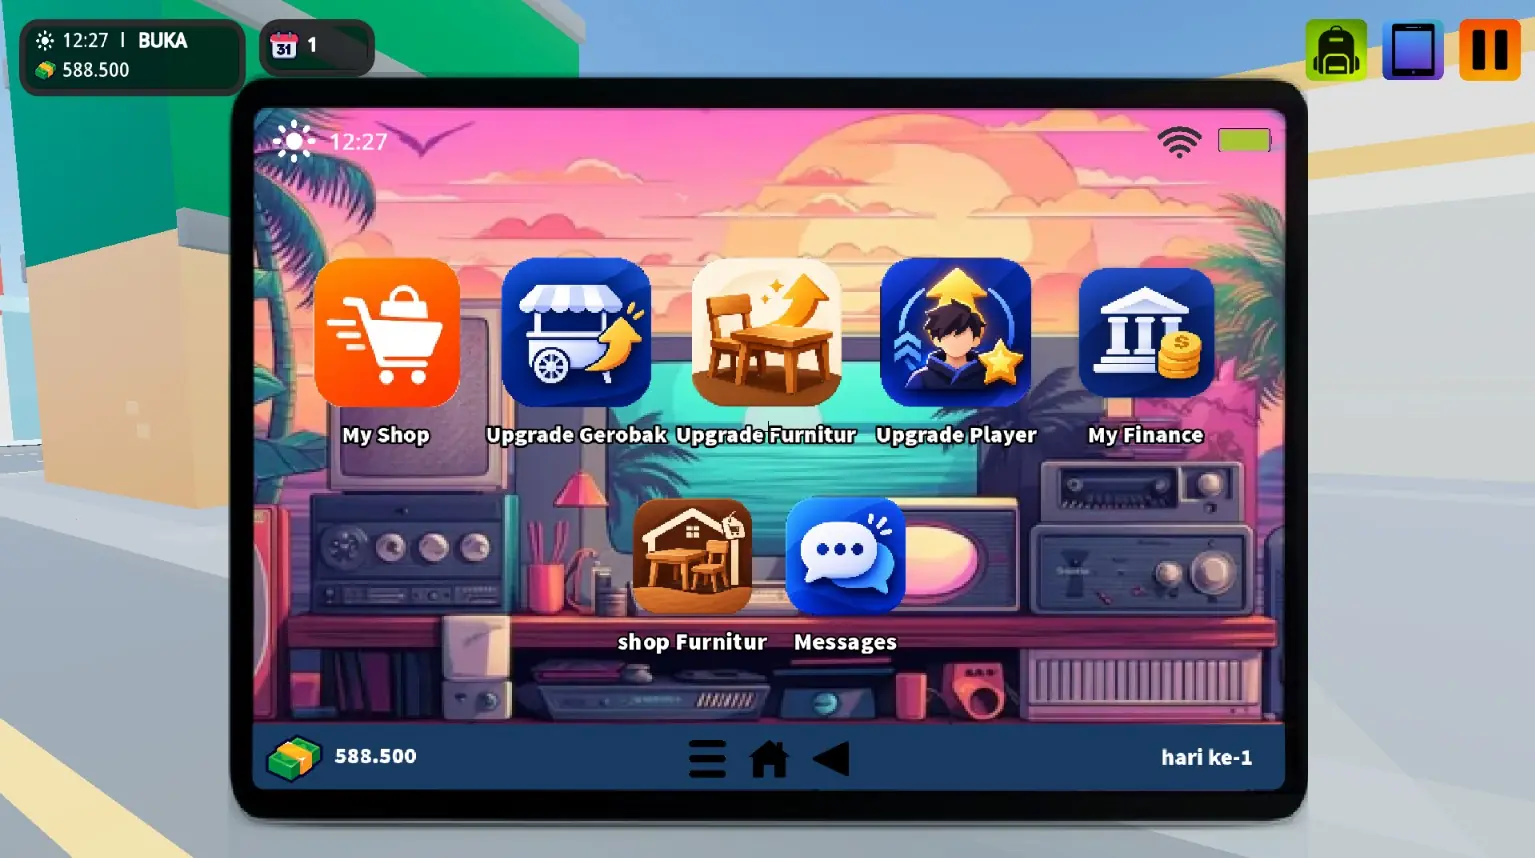 12:27 | BUKA
588.500
31
1
12:27
My Shop
Upgrade Gerobak
Upgrade Furnitur
Upgrade Player
My Finance
shop Furnitur
Messages
588.500
hari ke-1